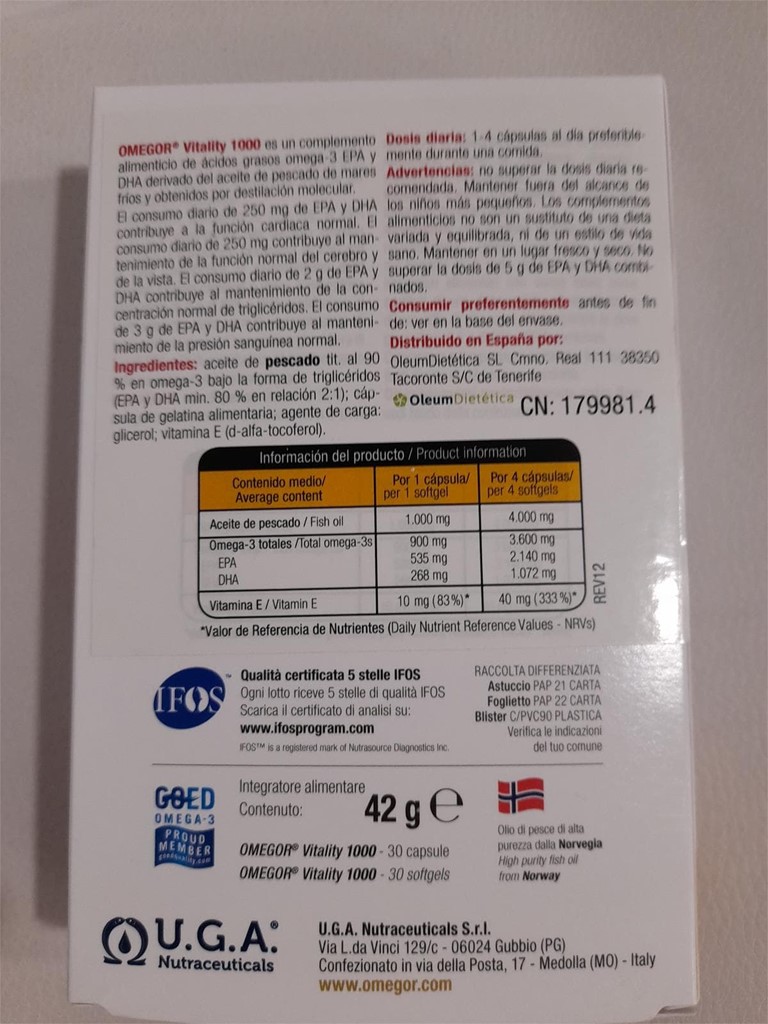 OMEGOR® Vitality 1000 es un complemento
alimenticio de ácidos grasos omega-3 EPA y
DHA derivado del aceite de pescado de mares
fríos y obtenidos por destilación molecular.
El consumo diario de 250 mg de EPA y DHA
contribuye a la función cardiaca normal. El
consumo diario de 250 mg contribuye al man-
tenimiento de la función normal del cerebro y
de la vista. El consumo diario de 2 g de EPA y
DHA contribuye al mantenimiento de la con-
centración normal de triglicéridos. El consumo
de 3 g de EPA y DHA contribuye al manteni-
miento de la presión sanguínea normal.
Ingredientes: aceite de pescado tit. al 90
% en omega-3 bajo la forma de triglicéridos
(EPA y DHA min. 80 % en relación 2:1); cáp-
sula de gelatina alimentaria; agente de carga:
glicerol; vitamina E (d-alfa-tocoferol).
Dosis diaria: 1-4 cápsulas al día preferible-
mente durante una comida.
Advertencias: no superar la dosis diaria re-
comendada. Mantener fuera del alcance de
los niños más pequeños. Los complementos
alimenticios no son un sustituto de una dieta
variada y equilibrada, ni de un estilo de vida
sano. Mantener en un lugar fresco y seco. No
superar la dosis de 5 g de EPA y DHA combi-
nados.
Consumir preferentemente antes de fin
de: ver en la base del envase.
Distribuido en España por:
OleumDietética SL Cmno. Real 111 38350
Tacoronte S/C de Tenerife
OleumDietética CN: 179981.4
Información del producto / Product information
Contenido medio/ Por 1 cápsula/ Por 4 cápsulas/
Average content per 1 softgel per 4 softgels
Aceite de pescado / Fish oil 1.000 mg 4.000 mg
Omega-3 totales /Total omega-3s 900 mg 3.600 mg
EPA 535 mg 2.140 mg
DHA 268 mg 1.072 mg
Vitamina E / Vitamin E 10 mg (83%)* 40 mg (333%)*
REV12
*Valor de Referencia de Nutrientes (Daily Nutrient Reference Values - NRVs)
IFOS™
Qualità certificata 5 stelle IFOS
Ogni lotto riceve 5 stelle di qualità IFOS
Scarica il certificato di analisi su:
www.ifosprogram.com
IFOS™ is a registered mark of Nutrasource Diagnostics Inc.
RACCOLTA DIFFERENZIATA
Astuccio PAP 21 CARTA
Foglietto PAP 22 CARTA
Blister C/PVC90 PLASTICA
Verifica le indicazioni
del tuo comune
GOED
OMEGA-3
PROUD
MEMBER
goedomega3.com
Integratore alimentare
Contenuto:
42 g e
OMEGOR® Vitality 1000 - 30 capsule
OMEGOR® Vitality 1000 - 30 softgels
Olio di pesce di alta
purezza dalla Norvegia
High purity fish oil
from Norway
U.G.A.®
Nutraceuticals
U.G.A. Nutraceuticals S.r.l.
Via L.da Vinci 129/c - 06024 Gubbio (PG)
Confezionato in via della Posta, 17 - Medolla (MO) - Italy
www.omegor.com